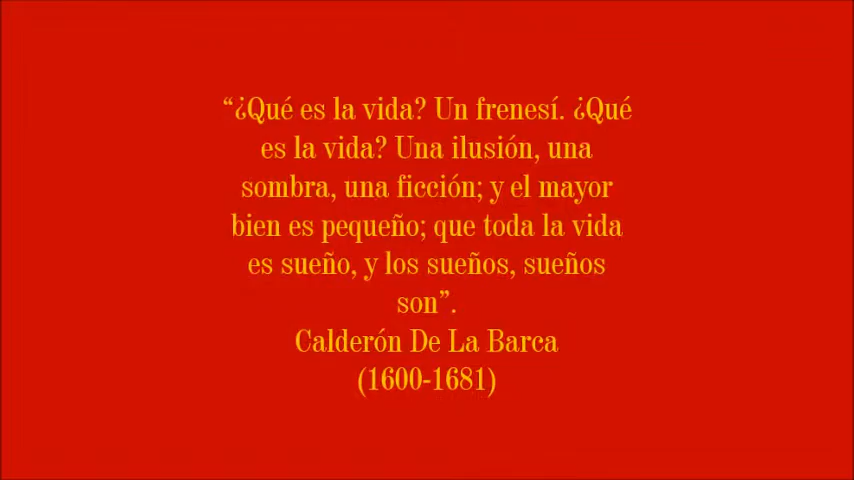 “¿Qué es la vida? Un frenesí. ¿Qué
es la vida? Una ilusión, una
sombra, una ficción; y el mayor
bien es pequeño; que toda la vida
es sueño, y los sueños, sueños
son”.
Calderón De La Barca
(1600-1681)